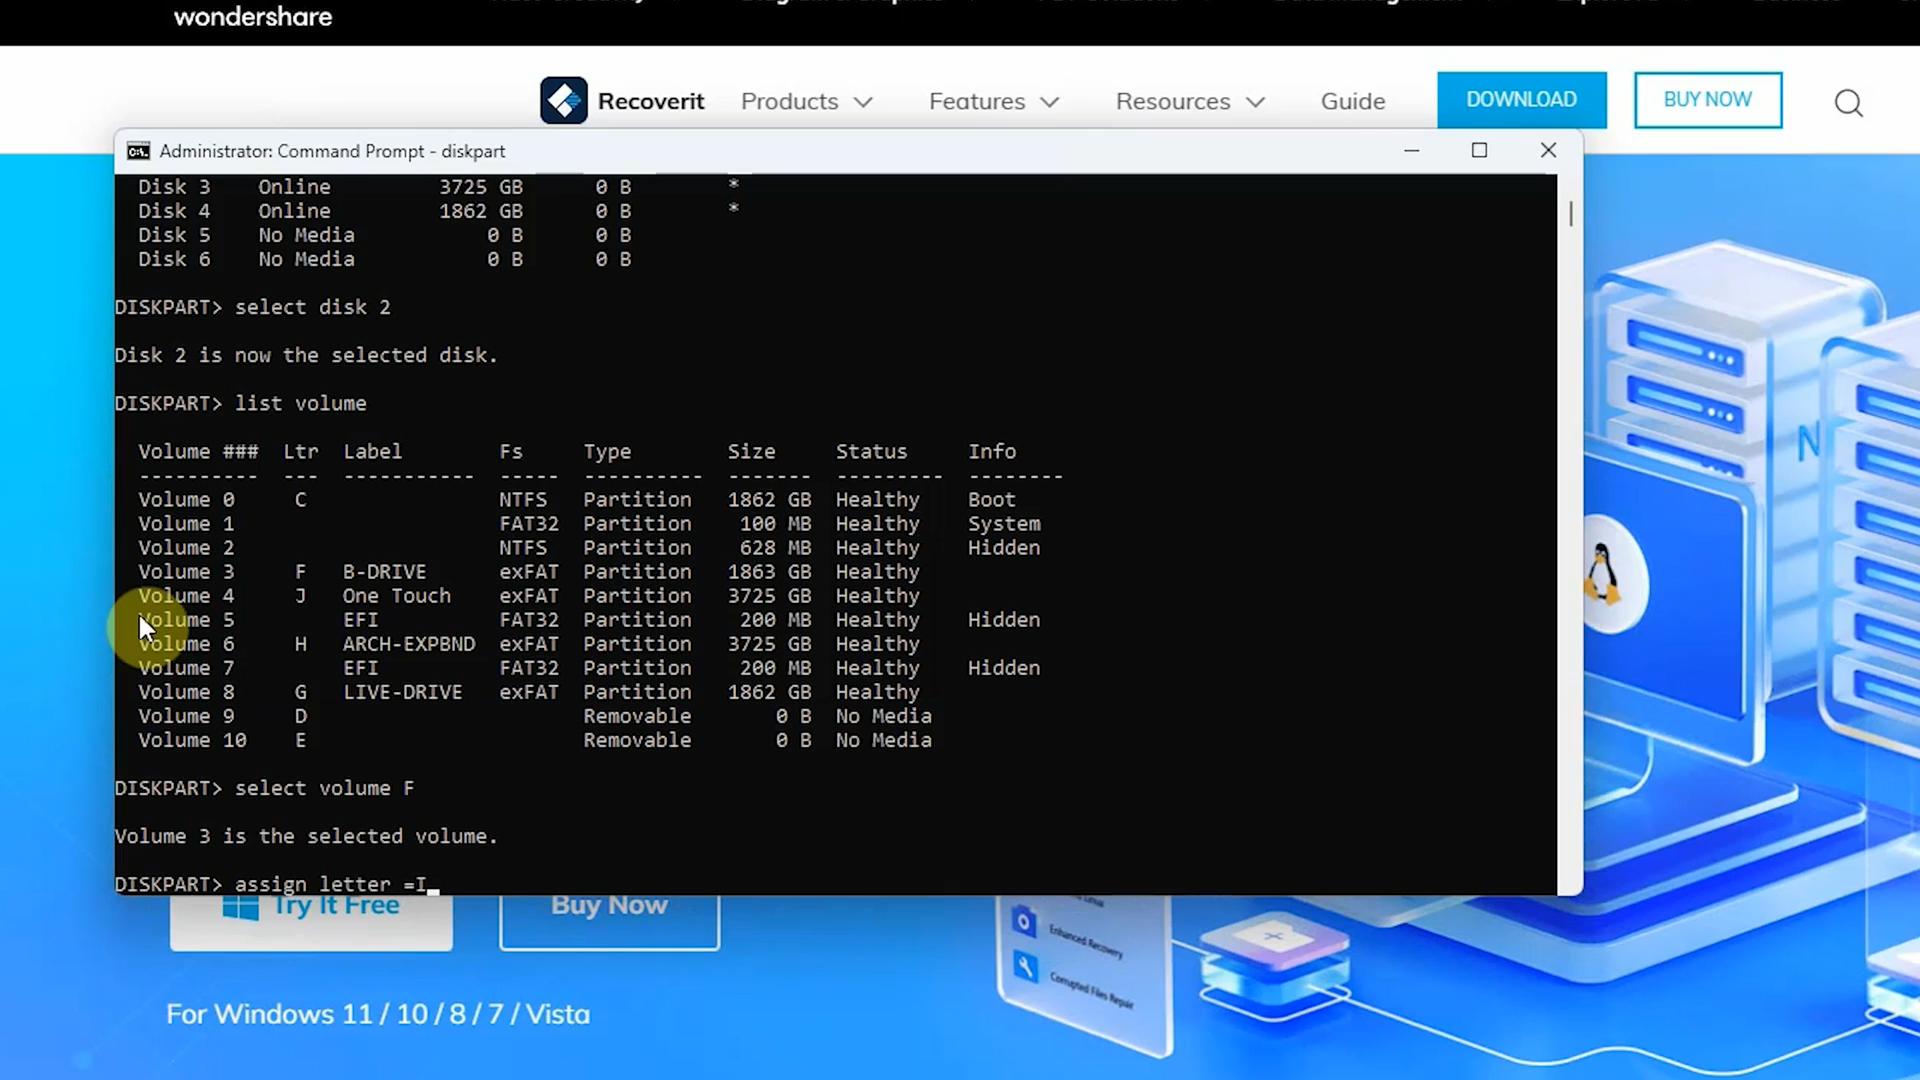 wondershare
Recoverit Products Features Resources Guide DOWNLOAD BUY NOW
Administrator: Command Prompt - diskpart
Disk 3 Online 3725 GB 0 B *
Disk 4 Online 1862 GB 0 B *
Disk 5 No Media 0 B 0 B
Disk 6 No Media 0 B 0 B
DISKPART> select disk 2
Disk 2 is now the selected disk.
DISKPART> list volume
Volume ### Ltr Label Fs Type Size Status Info
---------- --- ----------- ----- ---------- ------- --------- --------
Volume 0 C NTFS Partition 1862 GB Healthy Boot
Volume 1 FAT32 Partition 100 MB Healthy System
Volume 2 NTFS Partition 628 MB Healthy Hidden
Volume 3 F B-DRIVE exFAT Partition 1863 GB Healthy
Volume 4 J One Touch exFAT Partition 3725 GB Healthy
Volume 5 EFI FAT32 Partition 200 MB Healthy Hidden
Volume 6 H ARCH-EXPBND exFAT Partition 3725 GB Healthy
Volume 7 EFI FAT32 Partition 200 MB Healthy Hidden
Volume 8 G LIVE-DRIVE exFAT Partition 1862 GB Healthy
Volume 9 D Removable 0 B No Media
Volume 10 E Removable 0 B No Media
DISKPART> select volume F
Volume 3 is the selected volume.
DISKPART> assign letter =I
Try It Free Buy Now
Enhanced Recovery
Corrupted Files Repair
For Windows 11 / 10 / 8 / 7 / Vista
N